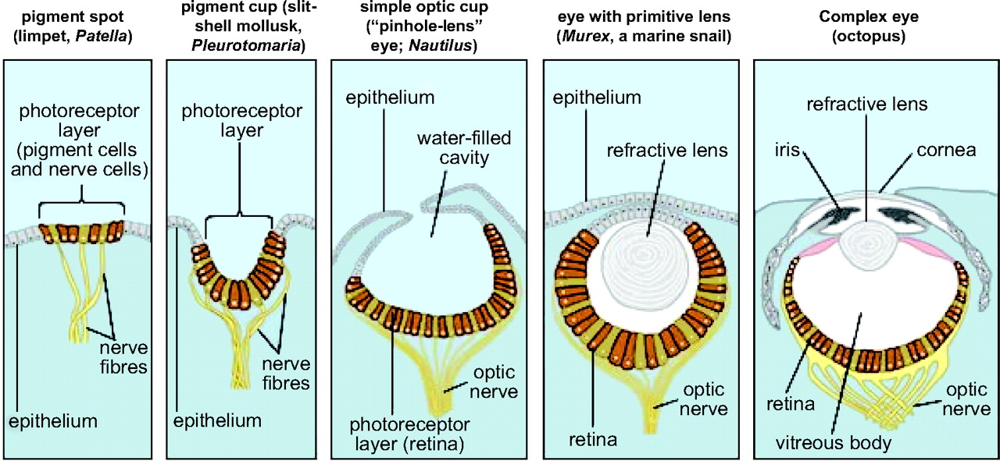 pigment spot
(limpet, Patella)
photoreceptor
layer
(pigment cells
and nerve cells)
nerve
fibres
epithelium
pigment cup (slit-
shell mollusk,
Pleurotomaria)
photoreceptor
layer
nerve
fibres
epithelium
simple optic cup
(“pinhole-lens”
eye; Nautilus)
epithelium
water-filled
cavity
optic
nerve
photoreceptor
layer (retina)
eye with primitive lens
(Murex, a marine snail)
epithelium
refractive lens
optic
nerve
retina
Complex eye
(octopus)
refractive lens
iris
cornea
retina
optic
nerve
vitreous body